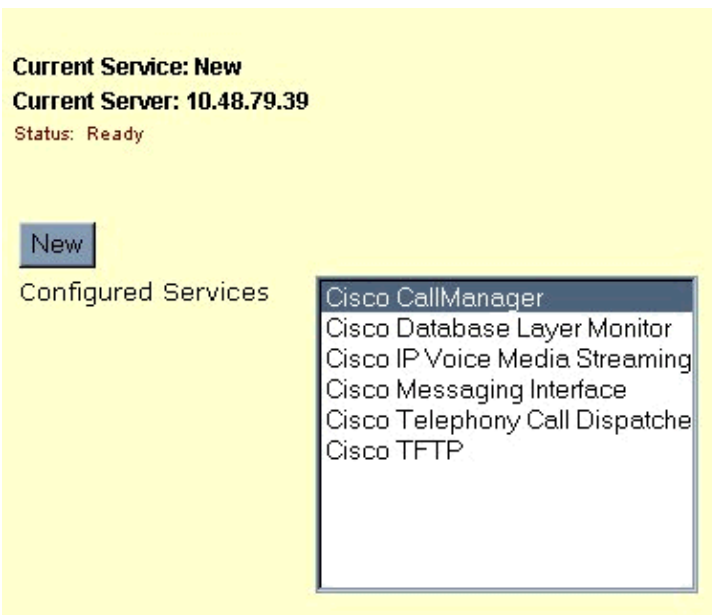 Current Service: New
Current Server: 10.48.79.39
Status: Ready
New
Configured Services
Cisco CallManager
Cisco Database Layer Monitor
Cisco IP Voice Media Streaming
Cisco Messaging Interface
Cisco Telephony Call Dispatche
Cisco TFTP